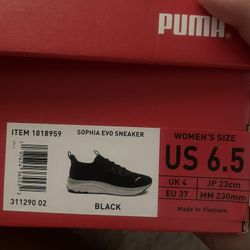 PUMA
ITEM 1818959
SOPHIA EVO SNEAKER
WOMEN'S SIZE
US 6.5
UK 4
JP 23cm
EU 37
MM 230mm
Made in Vietnam
BLACK
311290 02